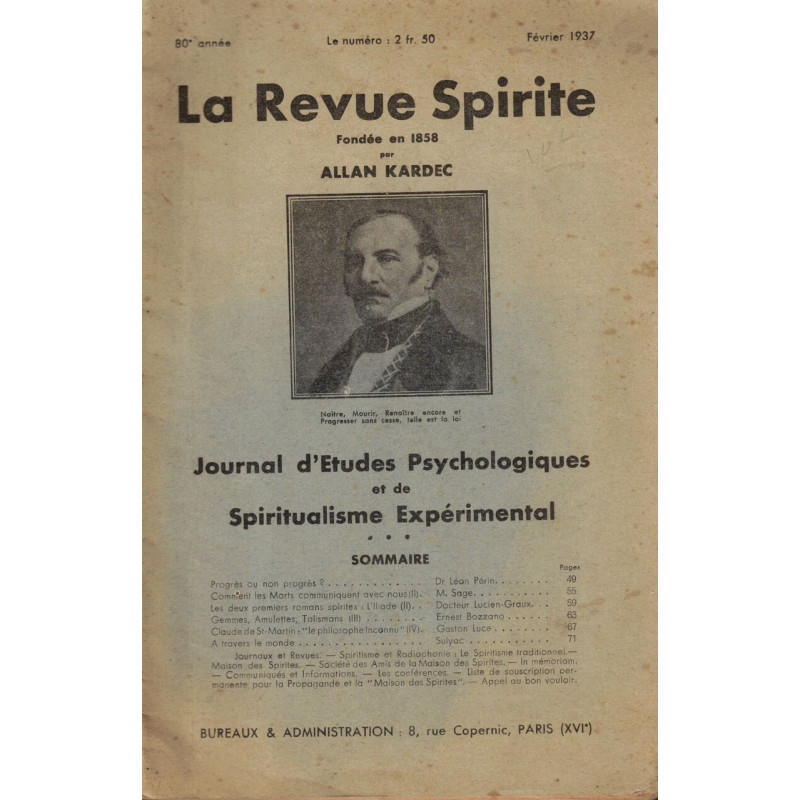 80e année Le numéro : 2 fr. 50 Février 1937
La Revue Spirite
Fondée en 1858
par
ALLAN KARDEC
Naître, Mourir, Renaître encore et
Progresser sans cesse, telle est la loi
Journal d'Etudes Psychologiques
et de
Spiritualisme Expérimental
SOMMAIRE
Pages
Progrès ou non progrès ? . . . . . . . . . . . . . Dr Léon Périn. . . . . . . . 49
Comment les Morts communiquent avec nous (II). . M. Sage. . . . . . . . . . . 55
Les deux premiers romans spirites : L'Iliade (II). . Docteur Lucien-Graux. . . 59
Gemmes, Amulettes, Talismans (III) . . . . . . . . Ernest Bozzano . . . . . . 63
Claude de St-Martin : "le philosophe Inconnu" (IV). Gaston Luce . . . . . . . . 67
A travers le monde. . . . . . . . . . . . . . . . . Sulyac. . . . . . . . . . . 71
Journaux et Revues. — Spiritisme et Radiophonie : Le Spiritisme traditionnel. —
Maison des Spirites. — Société des Amis de la Maison des Spirites. — In mémoriam.
— Communiqués et Informations. — Les conférences. — Liste de souscription per-
manente pour la Propagande et la "Maison des Spirites". — Appel au bon vouloir.
BUREAUX & ADMINISTRATION : 8, rue Copernic, PARIS (XVIe)